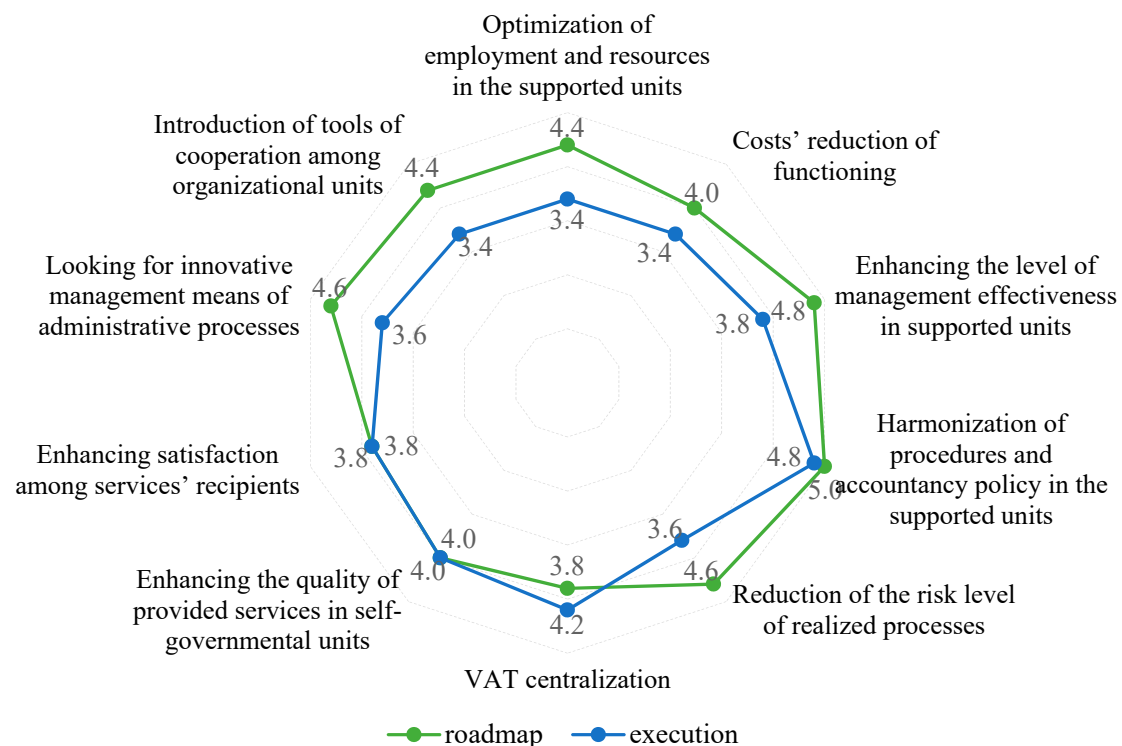 Optimization of
employment and resources
in the supported units
4.4
3.4
Costs’ reduction of
functioning
4.0
3.4
Enhancing the level of
management effectiveness
in supported units
4.8
3.8
Harmonization of
procedures and
accountancy policy in the
supported units
4.8
5.0
Reduction of the risk level
of realized processes
3.6
4.6
VAT centralization
3.8
4.2
Enhancing the quality of
provided services in self-
governmental units
4.0
4.0
Enhancing satisfaction
among services’ recipients
3.8
3.8
Looking for innovative
management means of
administrative processes
4.6
3.6
Introduction of tools of
cooperation among
organizational units
4.4
3.4
roadmap
execution